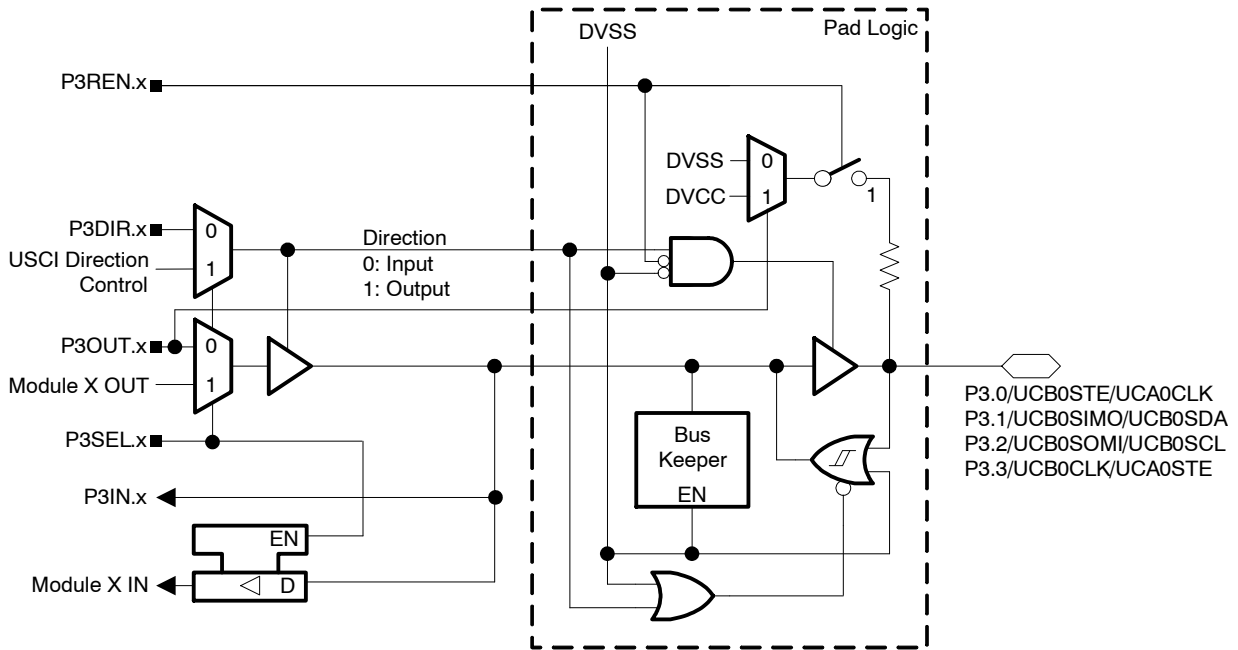 DVSS
Pad Logic
P3REN.x
DVSS
0
DVCC
1
1
P3DIR.x
0
USCI Direction
Control
1
Direction
0: Input
1: Output
P3OUT.x
0
Module X OUT
1
P3SEL.x
Bus
Keeper
EN
P3.0/UCB0STE/UCA0CLK
P3.1/UCB0SIMO/UCB0SDA
P3.2/UCB0SOMI/UCB0SCL
P3.3/UCB0CLK/UCA0STE
P3IN.x
EN
Module X IN
D